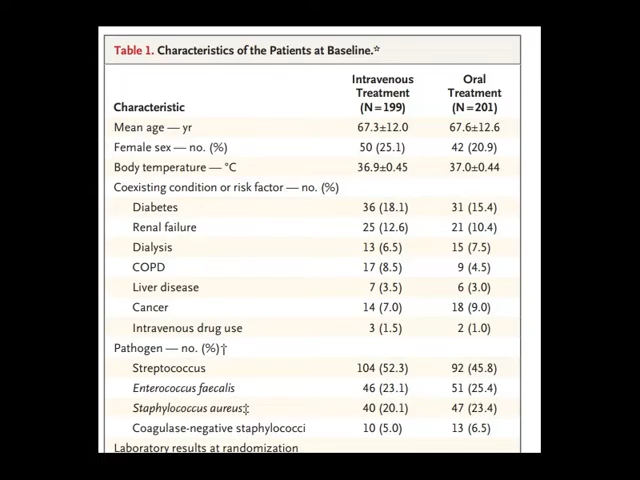 Table 1. Characteristics of the Patients at Baseline.*
Characteristic Intravenous Treatment (N=199) Oral Treatment (N=201)
Mean age — yr 67.3±12.0 67.6±12.6
Female sex — no. (%) 50 (25.1) 42 (20.9)
Body temperature — °C 36.9±0.45 37.0±0.44
Coexisting condition or risk factor — no. (%)
Diabetes 36 (18.1) 31 (15.4)
Renal failure 25 (12.6) 21 (10.4)
Dialysis 13 (6.5) 15 (7.5)
COPD 17 (8.5) 9 (4.5)
Liver disease 7 (3.5) 6 (3.0)
Cancer 14 (7.0) 18 (9.0)
Intravenous drug use 3 (1.5) 2 (1.0)
Pathogen — no. (%)†
Streptococcus 104 (52.3) 92 (45.8)
Enterococcus faecalis 46 (23.1) 51 (25.4)
Staphylococcus aureus‡ 40 (20.1) 47 (23.4)
Coagulase-negative staphylococci 10 (5.0) 13 (6.5)
Laboratory results at randomization